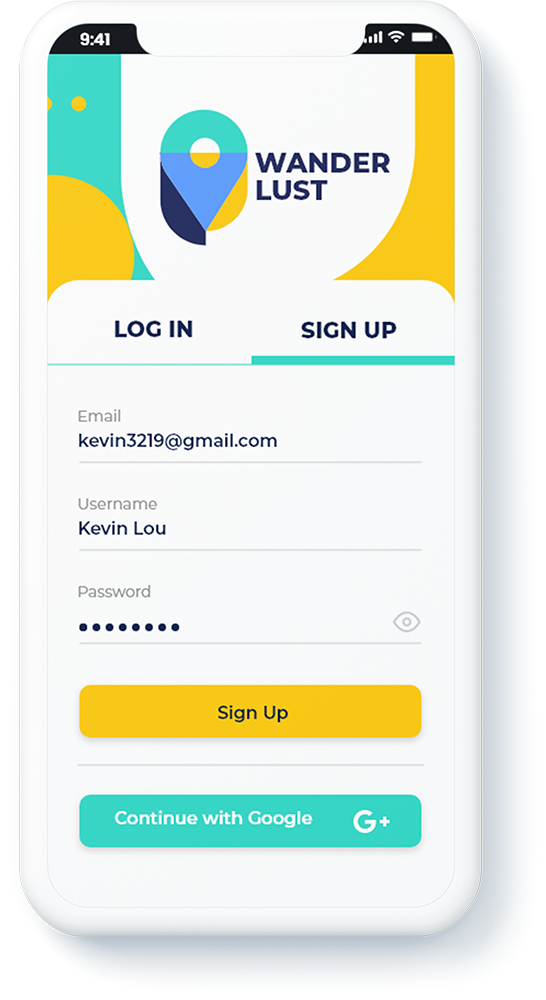 9:41
WANDER
LUST
LOG IN
SIGN UP
Email
kevin3219@gmail.com
Username
Kevin Lou
Password
Sign Up
Continue with Google G+